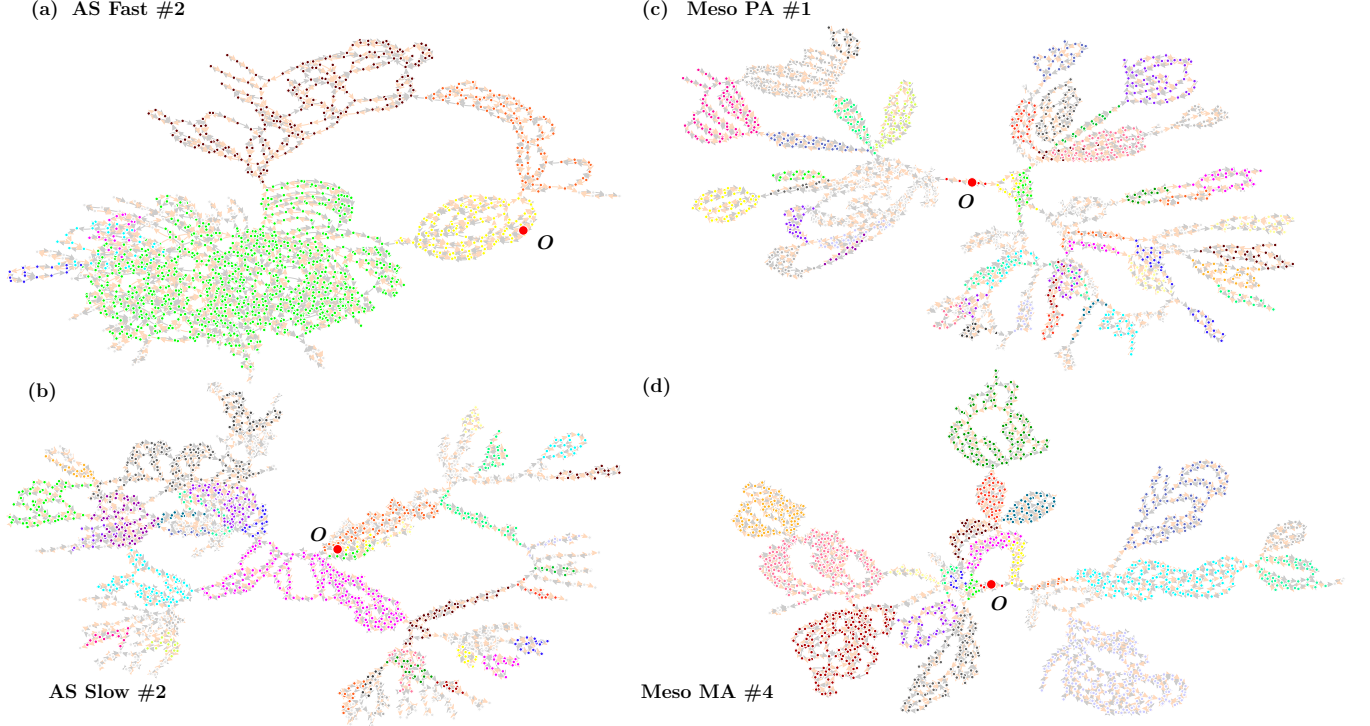 (a) AS Fast #2
O
(c) Meso PA #1
O
(b)
O
AS Slow #2
(d)
O
Meso MA #4